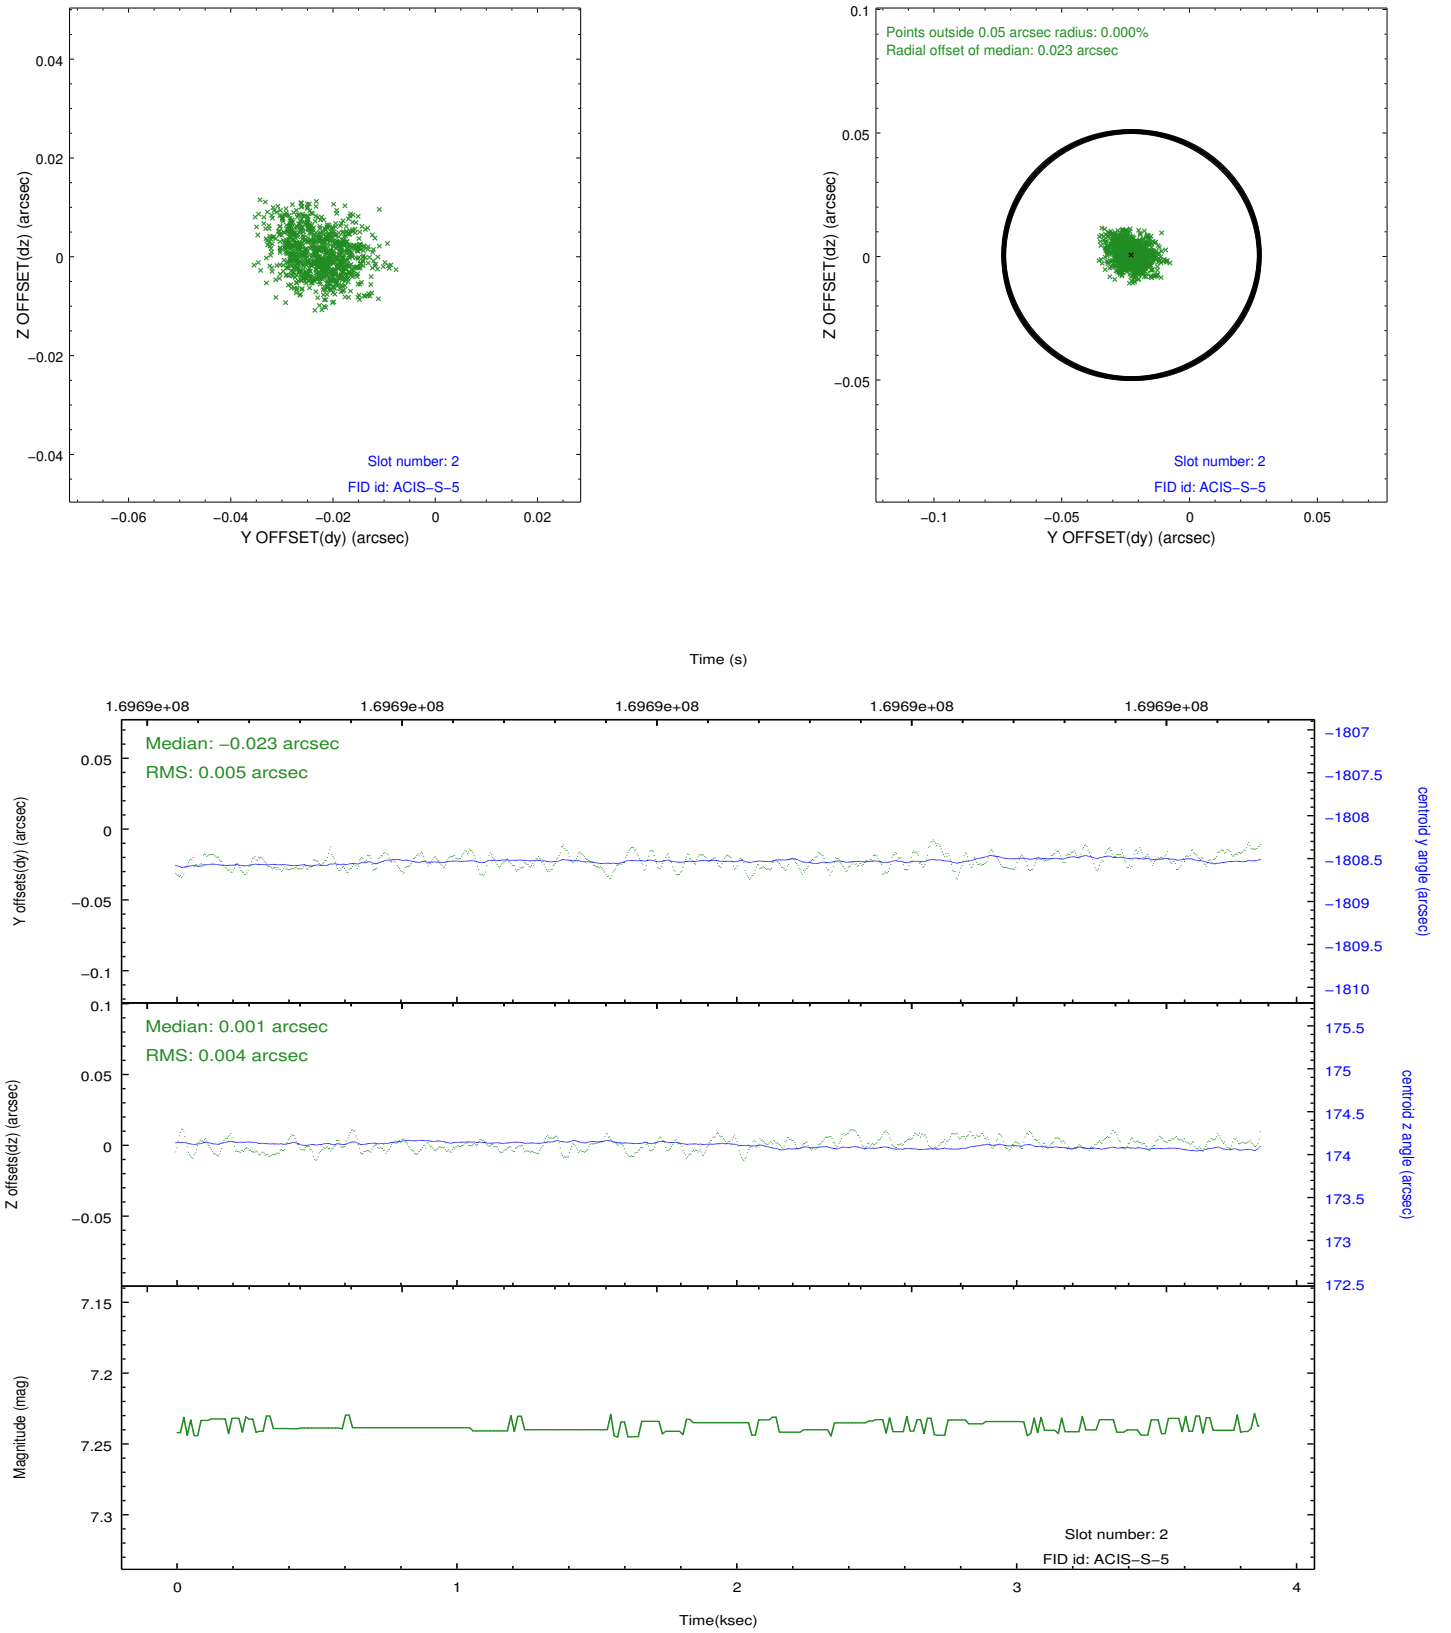 0.04
0.02
0
−0.02
−0.04
Z OFFSET(dz) (arcsec)
Slot number: 2
FID id: ACIS−S−5
−0.06
−0.04
−0.02
0
0.02
Y OFFSET(dy) (arcsec)
0.1
0.05
0
−0.05
Z OFFSET(dz) (arcsec)
Points outside 0.05 arcsec radius: 0.000%
Radial offset of median: 0.023 arcsec
Slot number: 2
FID id: ACIS−S−5
−0.1
−0.05
0
0.05
Y OFFSET(dy) (arcsec)
Time (s)
1.6969e+08
1.6969e+08
1.6969e+08
1.6969e+08
1.6969e+08
Median: −0.023 arcsec
RMS: 0.005 arcsec
0.05
0
−0.05
−0.1
Y offsets(dy) (arcsec)
−1807
−1807.5
−1808
−1808.5
−1809
−1809.5
−1810
centroid y angle (arcsec)
Median: 0.001 arcsec
RMS: 0.004 arcsec
0.1
0.05
0
−0.05
Z offsets(dz) (arcsec)
175.5
175
174.5
174
173.5
173
172.5
centroid z angle (arcsec)
7.15
7.2
7.25
7.3
Magnitude (mag)
Slot number: 2
FID id: ACIS−S−5
0
1
2
3
4
Time(ksec)